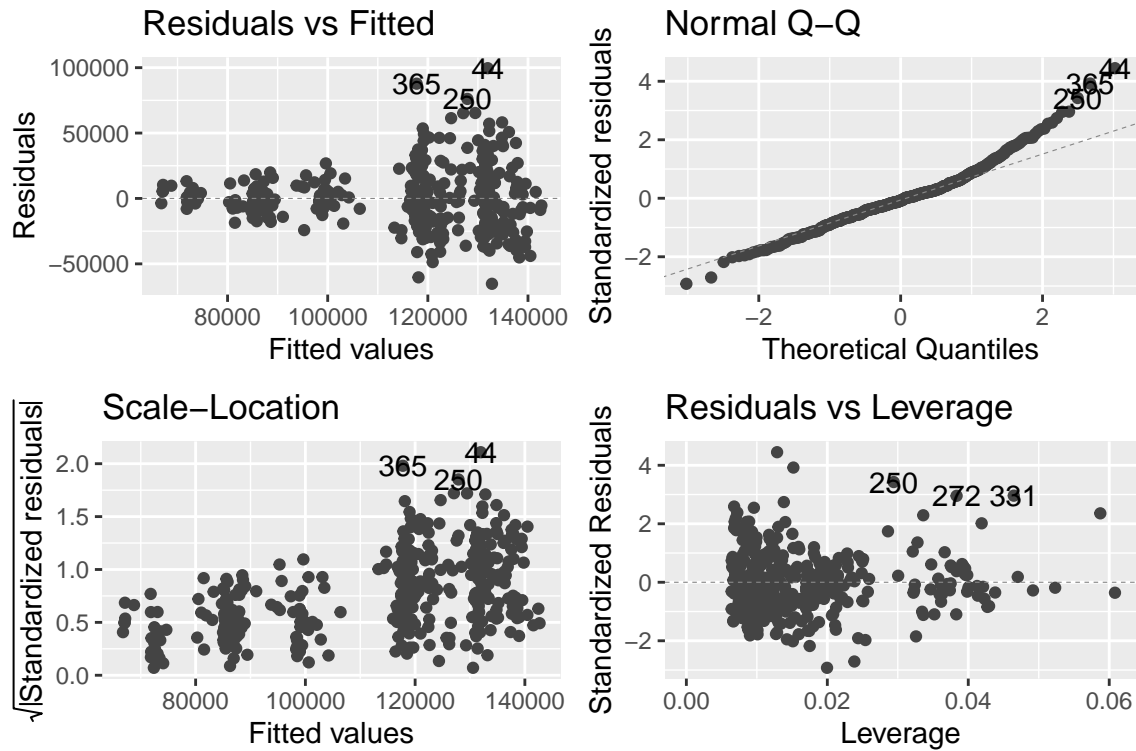 Residuals vs Fitted
Residuals
100000
50000
0
−50000
44
365
250
80000 100000 120000 140000
Fitted values
Normal Q−Q
Standardized residuals
4
2
0
−2
44
365
250
−2 0 2
Theoretical Quantiles
Scale−Location
√|Standardized residuals|
2.0
1.5
1.0
0.5
0.0
44
365
250
80000 100000 120000 140000
Fitted values
Residuals vs Leverage
Standardized Residuals
4
2
0
−2
250 272 331
0.00 0.02 0.04 0.06
Leverage